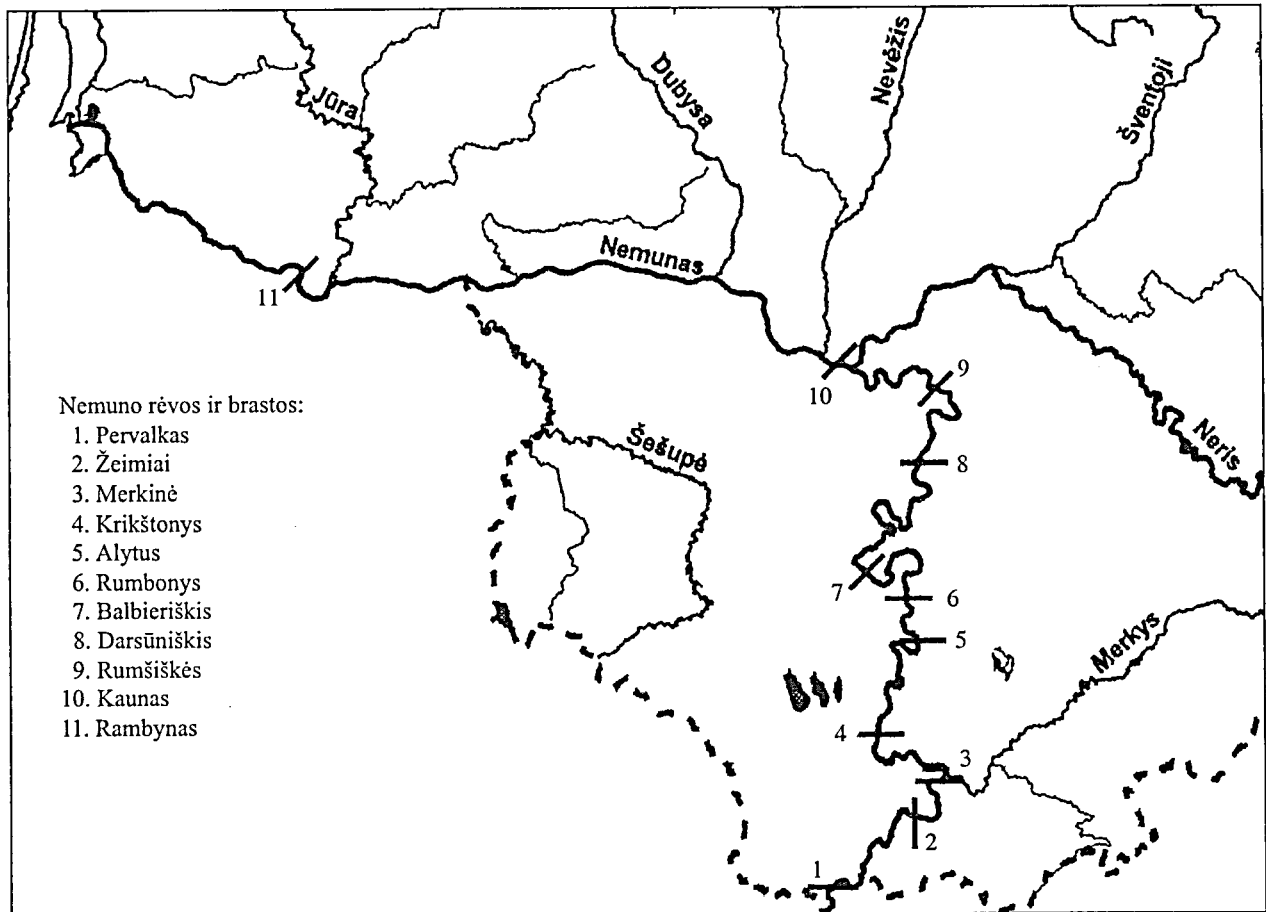 Jūra
Dubysa
Nevėžis
Šventoji
Nemunas
11
10
9
Neris
Šešupė
8
7
6
5
Merkys
4
3
2
1
Nemuno rėvos ir brastos:
1. Pervalkas
2. Žeimiai
3. Merkinė
4. Krikštonys
5. Alytus
6. Rumbonys
7. Balbieriškis
8. Darsūniškis
9. Rumšiškės
10. Kaunas
11. Rambynas